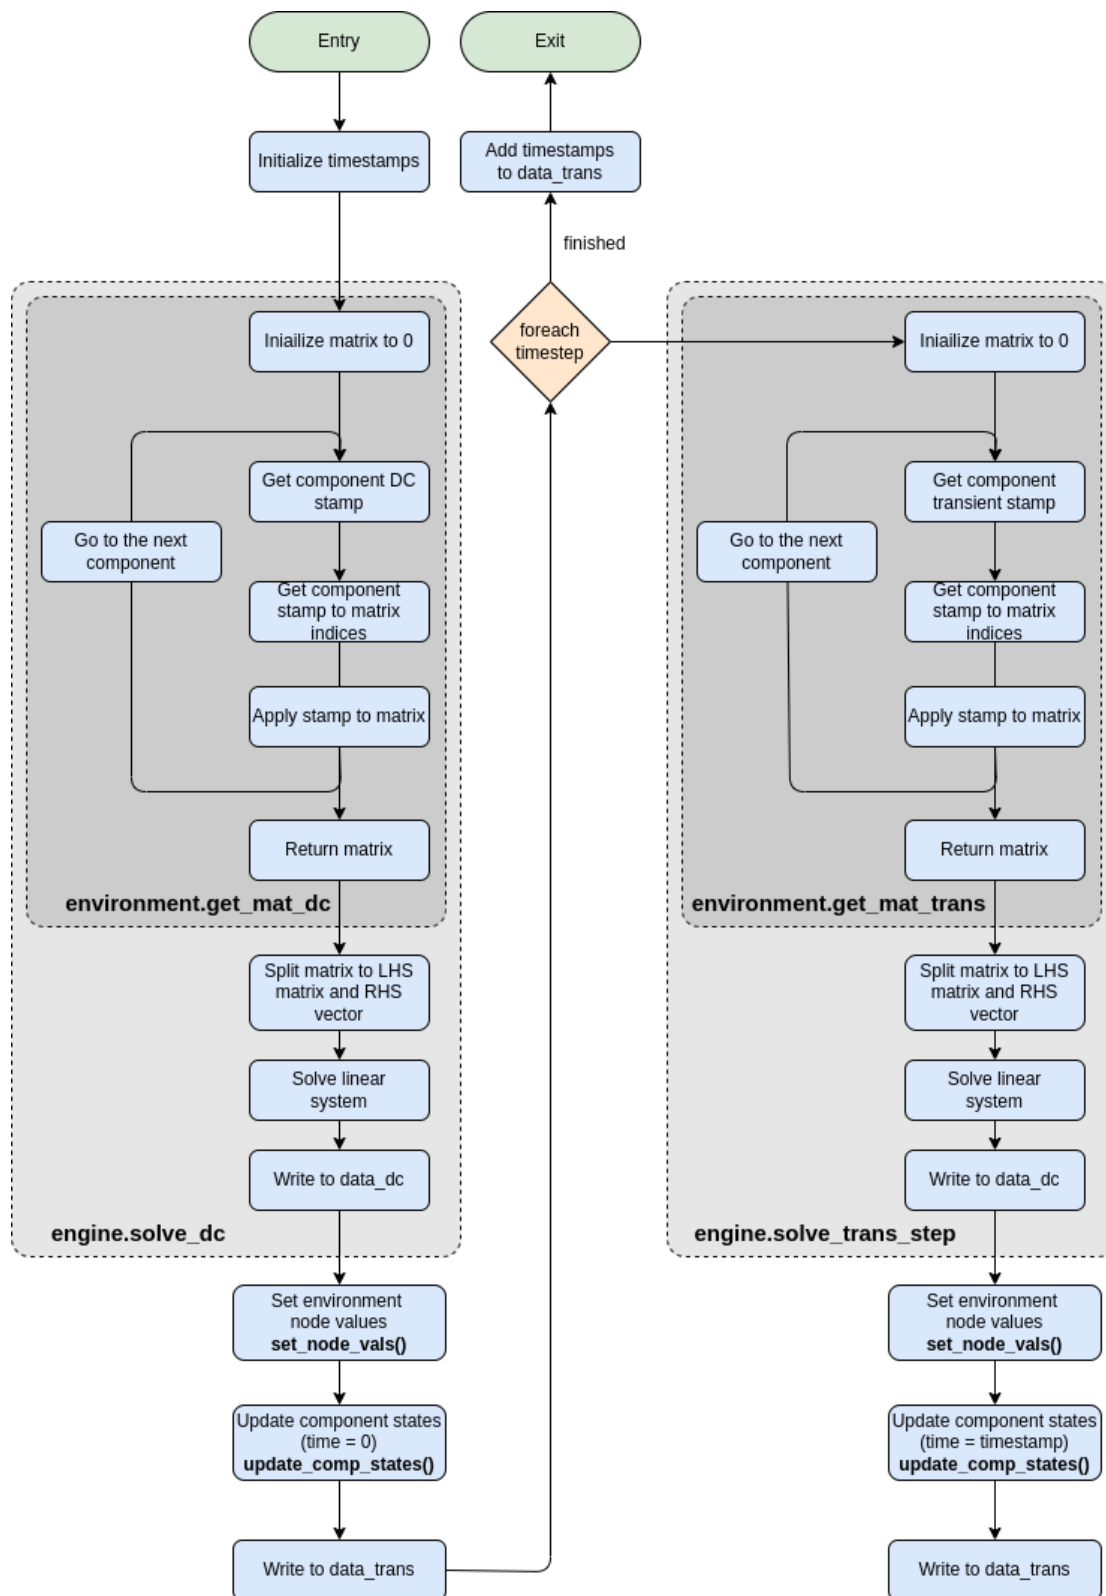 Entry
Initialize timestamps
Iniailize matrix to 0
Get component DC
stamp
Go to the next
component
Get component
stamp to matrix
indices
Apply stamp to matrix
Return matrix
environment.get_mat_dc
Split matrix to LHS
matrix and RHS
vector
Solve linear
system
Write to data_dc
engine.solve_dc
Set environment
node values
set_node_vals()
Update component states
(time = 0)
update_comp_states()
Write to data_trans
Exit
Add timestamps
to data_trans
finished
foreach
timestep
Iniailize matrix to 0
Get component
transient stamp
Go to the next
component
Get component
stamp to matrix
indices
Apply stamp to matrix
Return matrix
environment.get_mat_trans
Split matrix to LHS
matrix and RHS
vector
Solve linear
system
Write to data_dc
engine.solve_trans_step
Set environment
node values
set_node_vals()
Update component states
(time = timestamp)
update_comp_states()
Write to data_trans